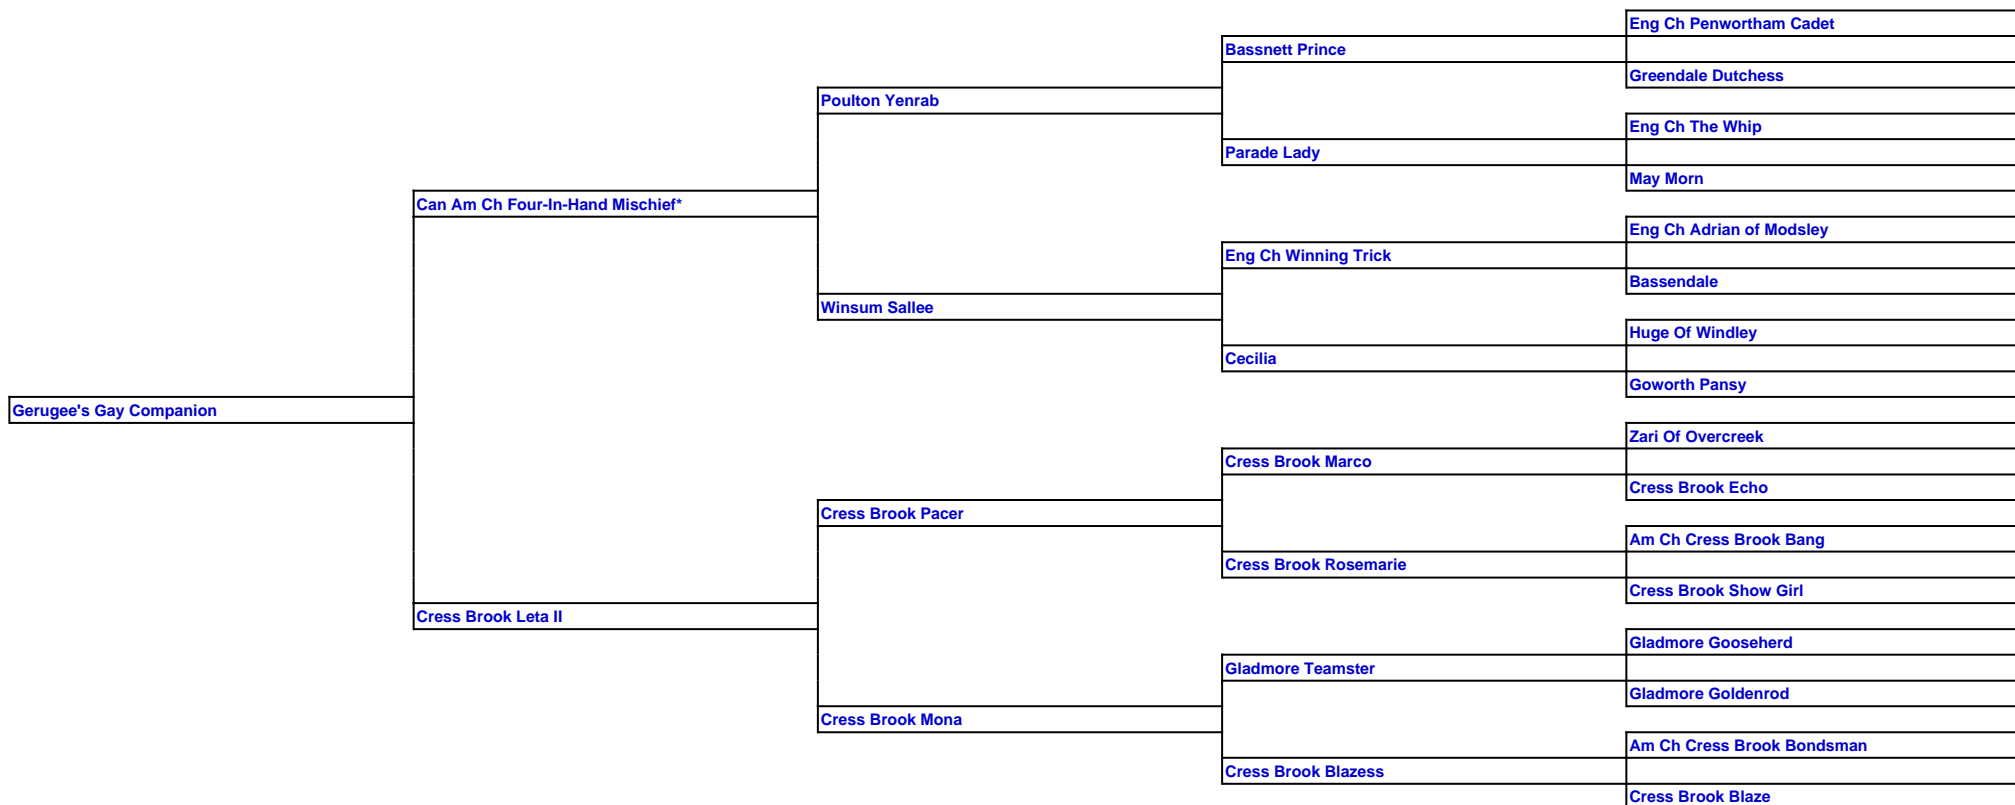 Eng Ch Penwortham Cadet
Bassnett Prince
Greendale Dutchess
Poulton Yenrab
Eng Ch The Whip
Parade Lady
May Morn
Can Am Ch Four-In-Hand Mischief*
Eng Ch Adrian of Modsley
Eng Ch Winning Trick
Bassendale
Winsum Sallee
Huge Of Windley
Cecilia
Goworth Pansy
Gerugee's Gay Companion
Zari Of Overcreek
Cress Brook Marco
Cress Brook Echo
Cress Brook Pacer
Am Ch Cress Brook Bang
Cress Brook Rosemarie
Cress Brook Show Girl
Cress Brook Leta II
Gladmore Gooseherd
Gladmore Teamster
Gladmore Goldenrod
Cress Brook Mona
Am Ch Cress Brook Bondsman
Cress Brook Blazess
Cress Brook Blaze